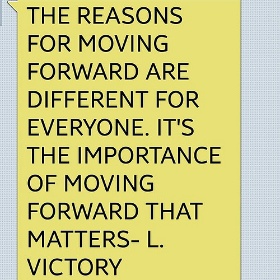 THE REASONS
FOR MOVING
FORWARD ARE
DIFFERENT FOR
EVERYONE. IT'S
THE IMPORTANCE
OF MOVING
FORWARD THAT
MATTERS- L.
VICTORY